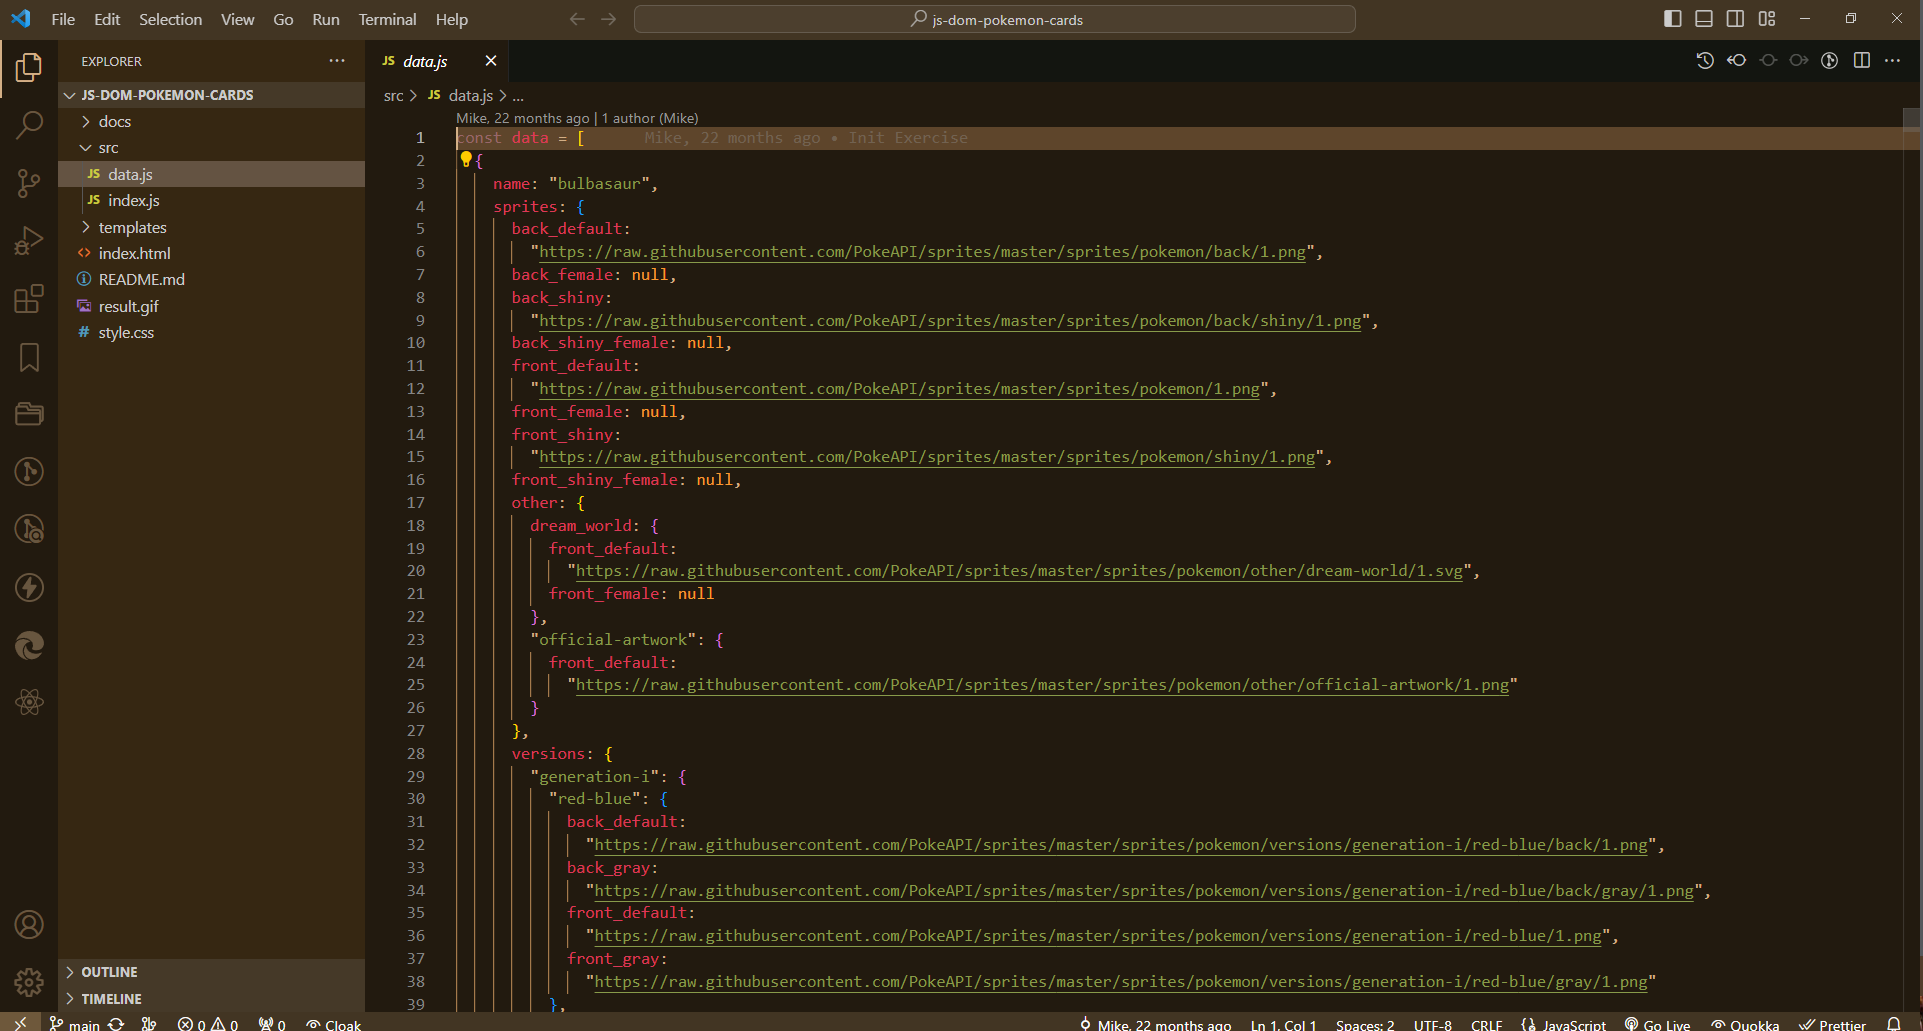 File Edit Selection View Go Run Terminal Help
js-dom-pokemon-cards
EXPLORER
JS-DOM-POKEMON-CARDS
docs
src
JS data.js
JS index.js
templates
<> index.html
README.md
result.gif
# style.css
OUTLINE
TIMELINE
JS data.js
src > JS data.js > ...
Mike, 22 months ago | 1 author (Mike)
1 const data = [ Mike, 22 months ago • Init Exercise
2 {
3 name: "bulbasaur",
4 sprites: {
5 back_default:
6 "https://raw.githubusercontent.com/PokeAPI/sprites/master/sprites/pokemon/back/1.png",
7 back_female: null,
8 back_shiny:
9 "https://raw.githubusercontent.com/PokeAPI/sprites/master/sprites/pokemon/back/shiny/1.png",
10 back_shiny_female: null,
11 front_default:
12 "https://raw.githubusercontent.com/PokeAPI/sprites/master/sprites/pokemon/1.png",
13 front_female: null,
14 front_shiny:
15 "https://raw.githubusercontent.com/PokeAPI/sprites/master/sprites/pokemon/shiny/1.png",
16 front_shiny_female: null,
17 other: {
18 dream_world: {
19 front_default:
20 "https://raw.githubusercontent.com/PokeAPI/sprites/master/sprites/pokemon/other/dream-world/1.svg",
21 front_female: null
22 },
23 "official-artwork": {
24 front_default:
25 "https://raw.githubusercontent.com/PokeAPI/sprites/master/sprites/pokemon/other/official-artwork/1.png"
26 }
27 },
28 versions: {
29 "generation-i": {
30 "red-blue": {
31 back_default:
32 "https://raw.githubusercontent.com/PokeAPI/sprites/master/sprites/pokemon/versions/generation-i/red-blue/back/1.png",
33 back_gray:
34 "https://raw.githubusercontent.com/PokeAPI/sprites/master/sprites/pokemon/versions/generation-i/red-blue/back/gray/1.png",
35 front_default:
36 "https://raw.githubusercontent.com/PokeAPI/sprites/master/sprites/pokemon/versions/generation-i/red-blue/1.png",
37 front_gray:
38 "https://raw.githubusercontent.com/PokeAPI/sprites/master/sprites/pokemon/versions/generation-i/red-blue/gray/1.png"
39 },
main 0 0 0 Cloak Mike, 22 months ago Ln 1, Col 1 Spaces: 2 UTF-8 CRLF {} JavaScript Go Live Quokka Prettier